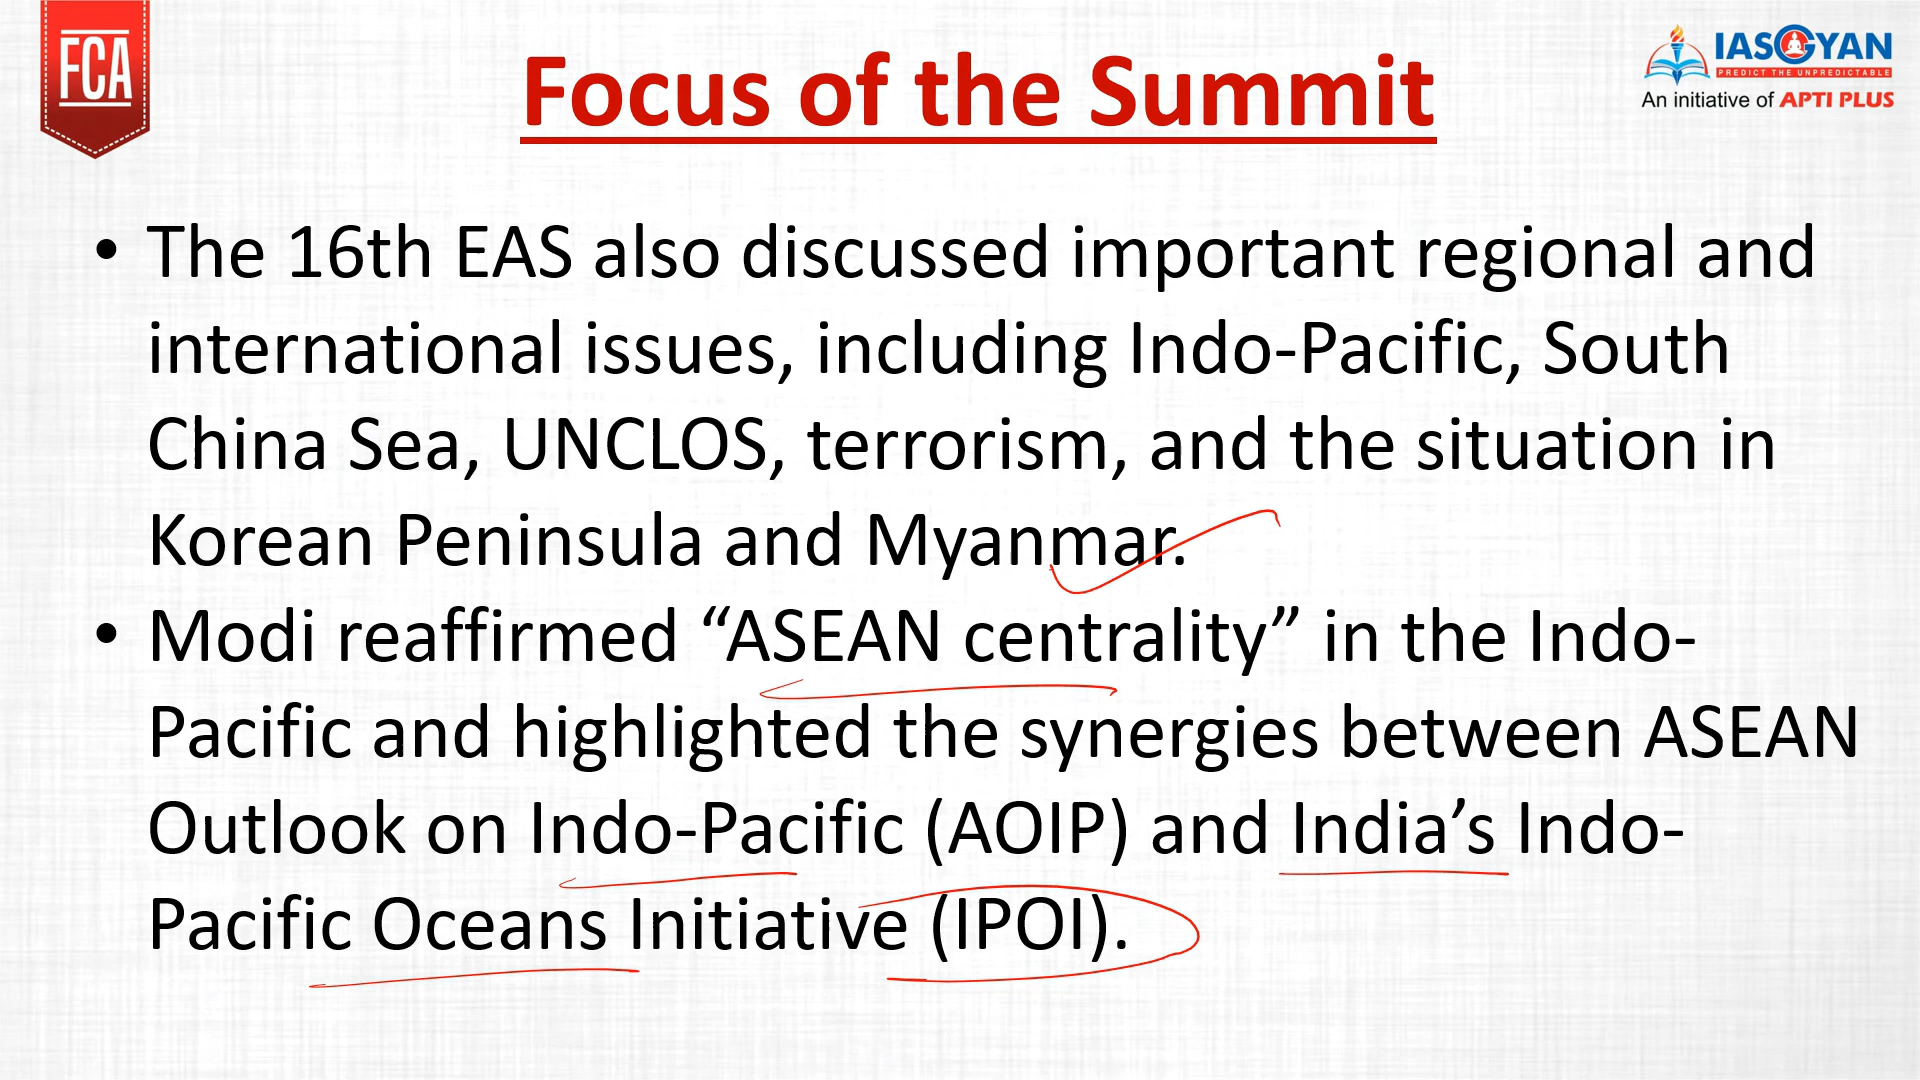 FCA
Focus of the Summit
IASGYAN
PREDICT THE UNPREDICTABLE
An initiative of APTI PLUS
• The 16th EAS also discussed important regional and
international issues, including Indo-Pacific, South
China Sea, UNCLOS, terrorism, and the situation in
Korean Peninsula and Myanmar.
• Modi reaffirmed “ASEAN centrality” in the Indo-
Pacific and highlighted the synergies between ASEAN
Outlook on Indo-Pacific (AOIP) and India’s Indo-
Pacific Oceans Initiative (IPOI).